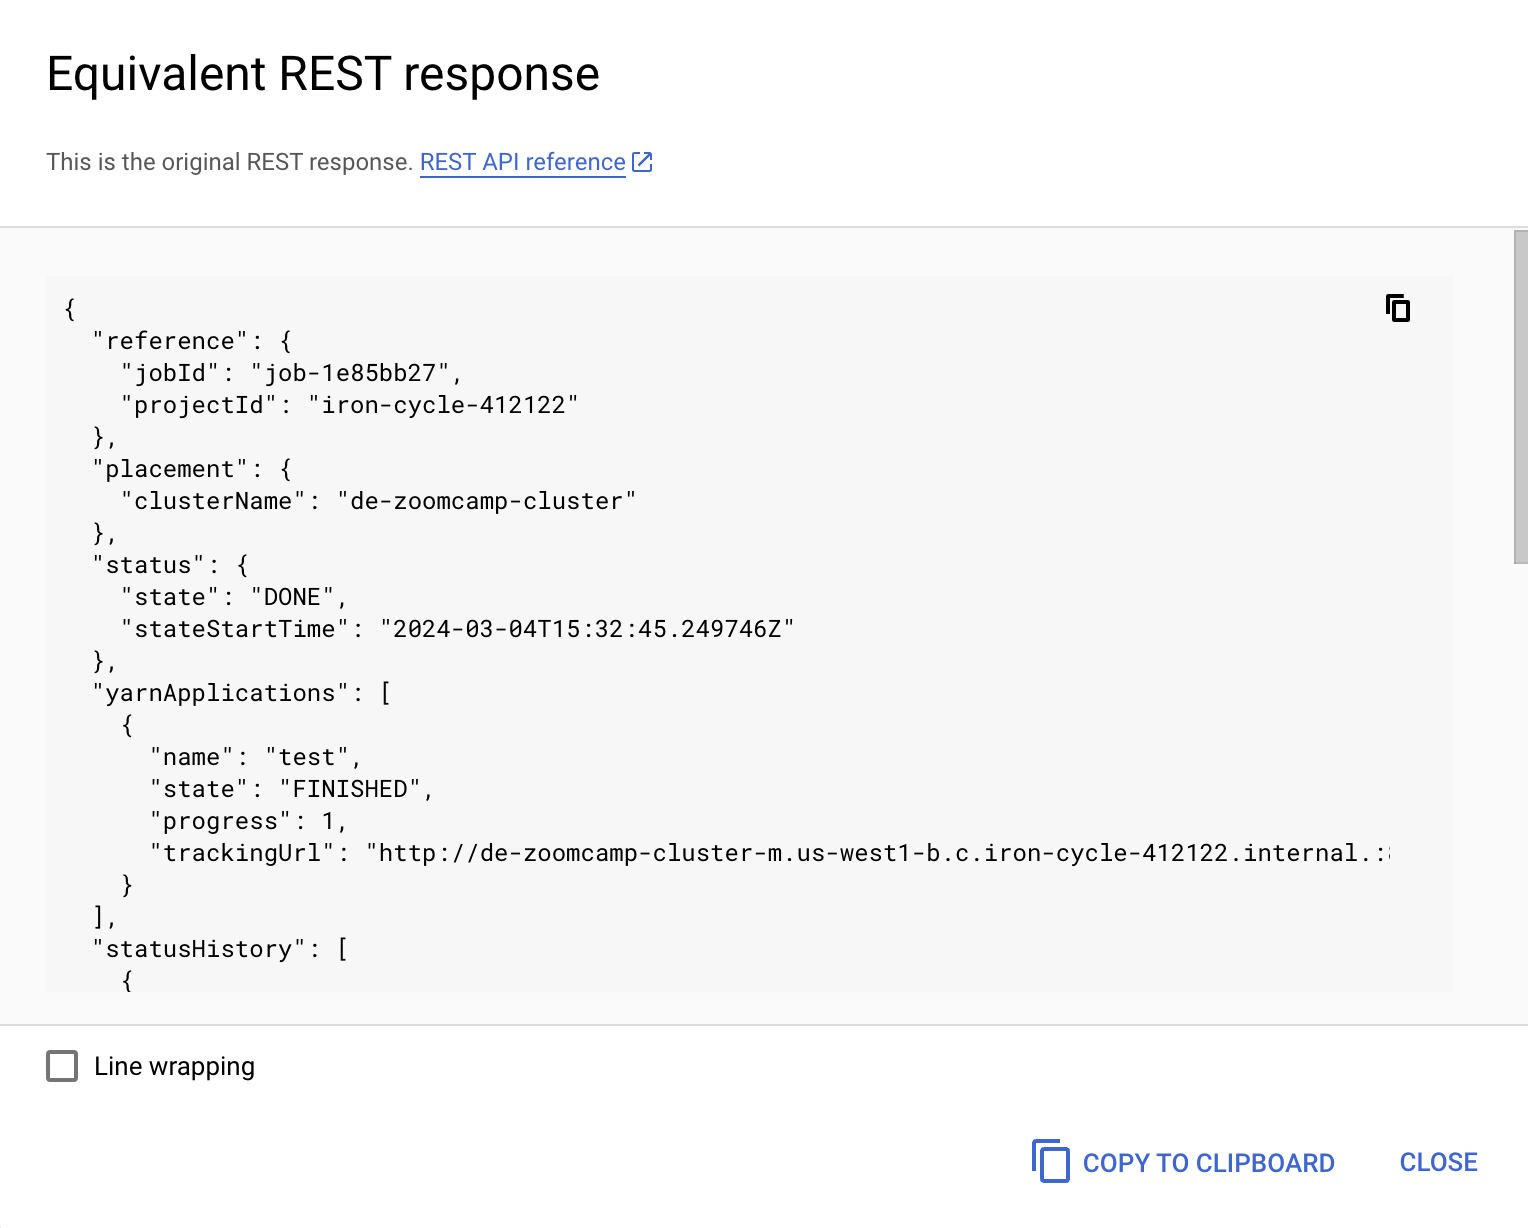 Equivalent REST response
This is the original REST response. REST API reference
{
  "reference": {
    "jobId": "job-1e85bb27",
    "projectId": "iron-cycle-412122"
  },
  "placement": {
    "clusterName": "de-zoomcamp-cluster"
  },
  "status": {
    "state": "DONE",
    "stateStartTime": "2024-03-04T15:32:45.249746Z"
  },
  "yarnApplications": [
    {
      "name": "test",
      "state": "FINISHED",
      "progress": 1,
      "trackingUrl": "http://de-zoomcamp-cluster-m.us-west1-b.c.iron-cycle-412122.internal.:
    }
  ],
  "statusHistory": [
    {
Line wrapping
COPY TO CLIPBOARD
CLOSE